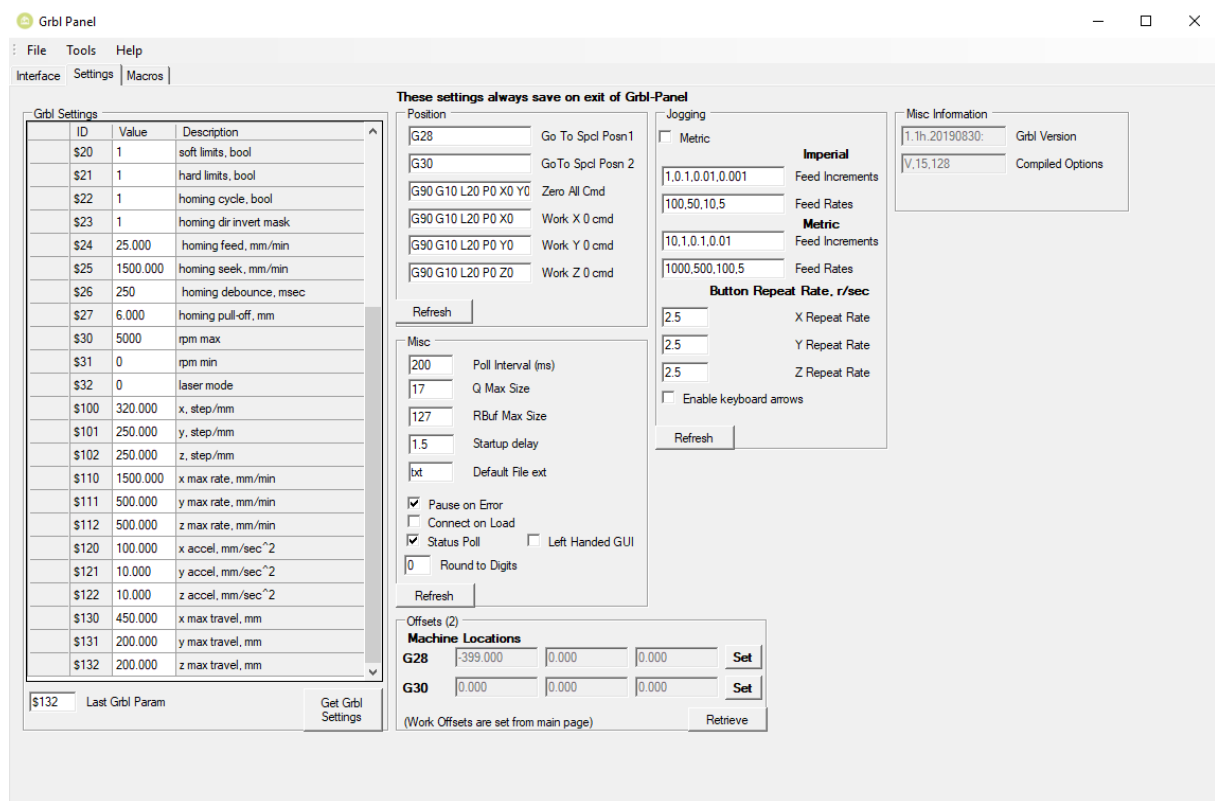 Grbl Panel
File Tools Help
Interface Settings Macros
These settings always save on exit of Grbl-Panel
Grbl Settings
ID Value Description
$20 1 soft limits, bool
$21 1 hard limits, bool
$22 1 homing cycle, bool
$23 1 homing dir invert mask
$24 25.000 homing feed, mm/min
$25 1500.000 homing seek, mm/min
$26 250 homing debounce, msec
$27 6.000 homing pull-off, mm
$30 5000 rpm max
$31 0 rpm min
$32 0 laser mode
$100 320.000 x, step/mm
$101 250.000 y, step/mm
$102 250.000 z, step/mm
$110 1500.000 x max rate, mm/min
$111 500.000 y max rate, mm/min
$112 500.000 z max rate, mm/min
$120 100.000 x accel, mm/sec^2
$121 10.000 y accel, mm/sec^2
$122 10.000 z accel, mm/sec^2
$130 450.000 x max travel, mm
$131 200.000 y max travel, mm
$132 200.000 z max travel, mm
$132 Last Grbl Param
Get Grbl
Settings
Position
G28 Go To Spcl Posn1
G30 GoTo Spcl Posn 2
G90 G10 L20 P0 X0 Y0 Zero All Cmd
G90 G10 L20 P0 X0 Work X 0 cmd
G90 G10 L20 P0 Y0 Work Y 0 cmd
G90 G10 L20 P0 Z0 Work Z 0 cmd
Refresh
Misc
200 Poll Interval (ms)
17 Q Max Size
127 RBuf Max Size
1.5 Startup delay
txt Default File ext
Pause on Error
Connect on Load
Status Poll Left Handed GUI
0 Round to Digits
Refresh
Offsets (2)
Machine Locations
G28 -399.000 0.000 0.000 Set
G30 0.000 0.000 0.000 Set
(Work Offsets are set from main page) Retrieve
Jogging
Metric
Imperial
1,0.1,0.01,0.001 Feed Increments
100,50,10,5 Feed Rates
Metric
10,1,0.1,0.01 Feed Increments
1000,500,100,5 Feed Rates
Button Repeat Rate, r/sec
2.5 X Repeat Rate
2.5 Y Repeat Rate
2.5 Z Repeat Rate
Enable keyboard arrows
Refresh
Misc Information
1.1h.20190830: Grbl Version
V,15,128 Compiled Options